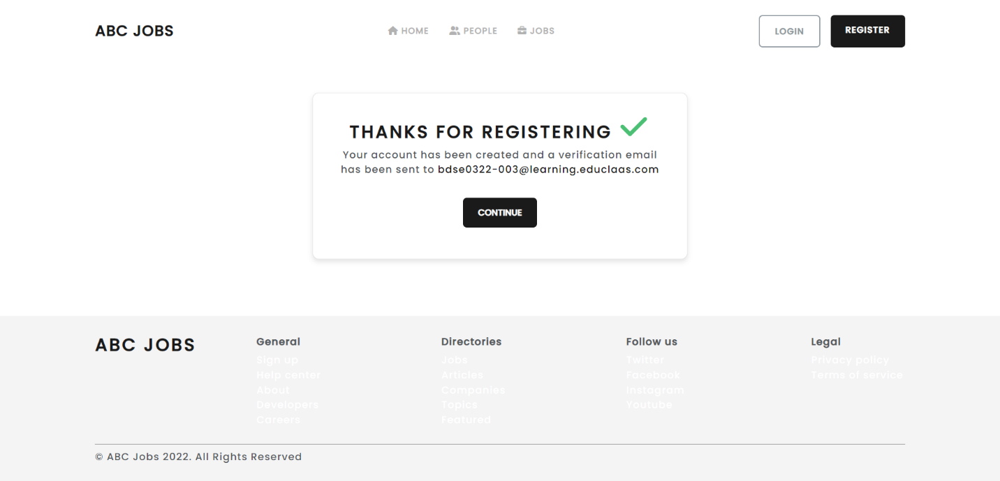 ABC JOBS
HOME
PEOPLE
JOBS
LOGIN
REGISTER
THANKS FOR REGISTERING
Your account has been created and a verification email
has been sent to bdse0322-003@learning.educlaas.com
CONTINUE
ABC JOBS
General
Sign up
Help center
About
Developers
Careers
Directories
Jobs
Articles
Companies
Topics
Featured
Follow us
Twitter
Facebook
Instagram
Youtube
Legal
Privacy policy
Terms of service
© ABC Jobs 2022. All Rights Reserved